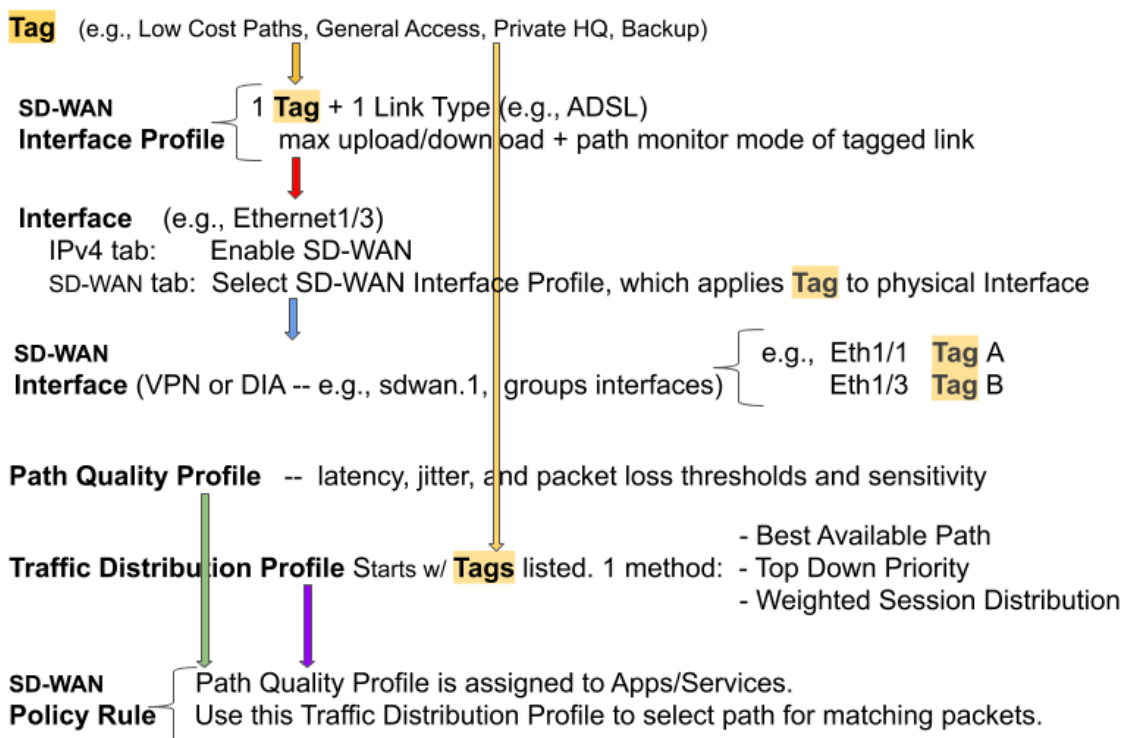 Tag (e.g., Low Cost Paths, General Access, Private HQ, Backup)
SD-WAN 1 Tag + 1 Link Type (e.g., ADSL)
Interface Profile max upload/download + path monitor mode of tagged link
Interface (e.g., Ethernet1/3)
IPv4 tab: Enable SD-WAN
SD-WAN tab: Select SD-WAN Interface Profile, which applies Tag to physical Interface
SD-WAN e.g., Eth1/1 Tag A
Interface (VPN or DIA -- e.g., sdwan.1, groups interfaces) Eth1/3 Tag B
Path Quality Profile -- latency, jitter, and packet loss thresholds and sensitivity
- Best Available Path
Traffic Distribution Profile Starts w/ Tags listed. 1 method: - Top Down Priority
- Weighted Session Distribution
SD-WAN Path Quality Profile is assigned to Apps/Services.
Policy Rule Use this Traffic Distribution Profile to select path for matching packets.